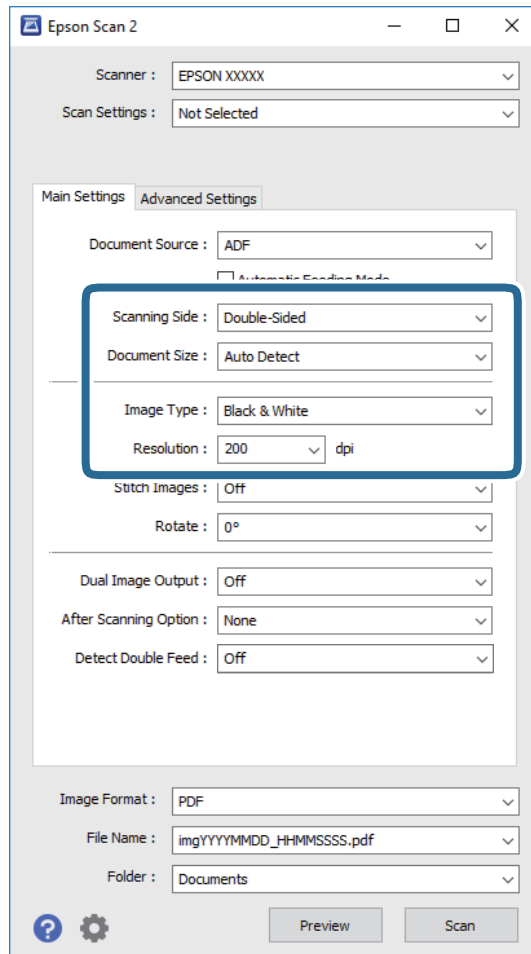 Epson Scan 2
Scanner : EPSON XXXXX
Scan Settings : Not Selected
Main Settings Advanced Settings
Document Source : ADF
Automatic Feeding Mode
Scanning Side : Double-Sided
Document Size : Auto Detect
Image Type : Black & White
Resolution : 200 dpi
Stitch Images : Off
Rotate : 0°
Dual Image Output : Off
After Scanning Option : None
Detect Double Feed : Off
Image Format : PDF
File Name : imgYYYYMMDD_HHMMSSSS.pdf
Folder : Documents
? Preview Scan